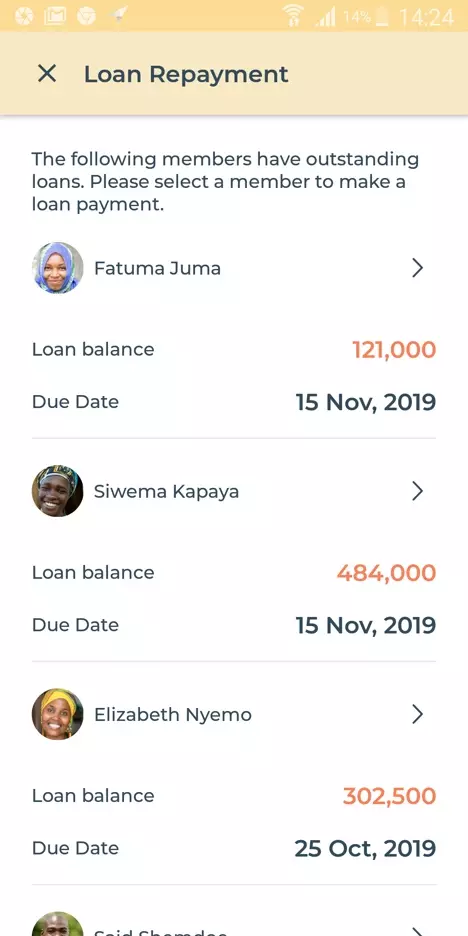 14% 14:24
Loan Repayment
The following members have outstanding
loans. Please select a member to make a
loan payment.
Fatuma Juma
Loan balance 121,000
Due Date 15 Nov, 2019
Siwema Kapaya
Loan balance 484,000
Due Date 15 Nov, 2019
Elizabeth Nyemo
Loan balance 302,500
Due Date 25 Oct, 2019